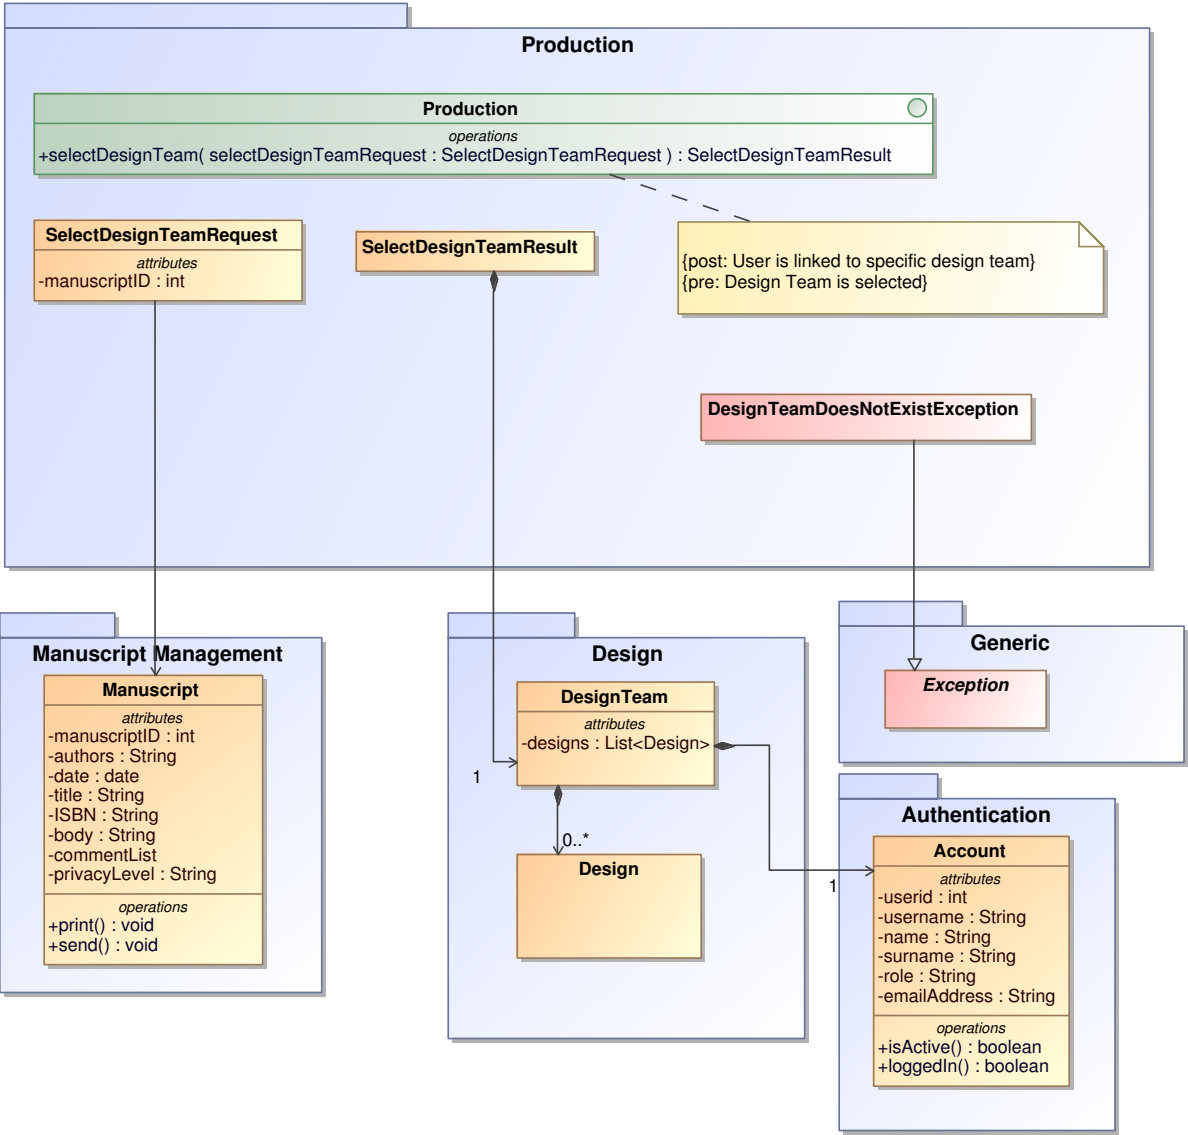 Production
Production
operations
+selectDesignTeam( selectDesignTeamRequest : SelectDesignTeamRequest ) : SelectDesignTeamResult
SelectDesignTeamRequest
attributes
-manuscriptID : int
SelectDesignTeamResult
{post: User is linked to specific design team}
{pre: Design Team is selected}
DesignTeamDoesNotExistException
Manuscript Management
Manuscript
attributes
-manuscriptID : int
-authors : String
-date : date
-title : String
-ISBN : String
-body : String
-commentList
-privacyLevel : String
operations
+print() : void
+send() : void
Design
DesignTeam
attributes
-designs : List<Design>
1
0..*
Design
Generic
Exception
Authentication
1
Account
attributes
-userid : int
-username : String
-name : String
-surname : String
-role : String
-emailAddress : String
operations
+isActive() : boolean
+loggedIn() : boolean